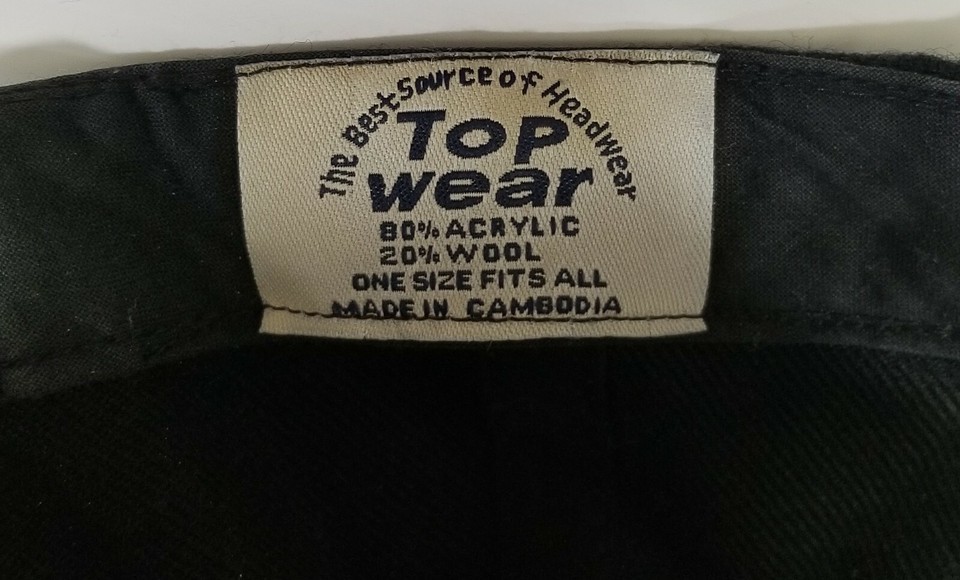 The Best source of Headwear
Top
wear
80% ACRYLIC
20% WOOL
ONE SIZE FITS ALL
MADE IN CAMBODIA